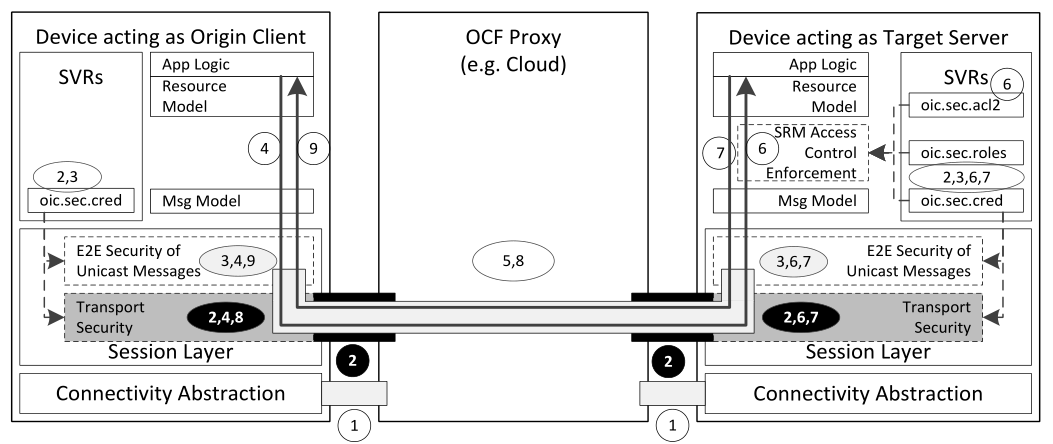 Device acting as Origin Client
SVRs
App Logic
Resource
Model
4
9
2,3
oic.sec.cred
Msg Model
E2E Security of
Unicast Messages
3,4,9
Transport
Security
2,4,8
Session Layer
Connectivity Abstraction
2
1
OCF Proxy
(e.g. Cloud)
5,8
Device acting as Target Server
App Logic
Resource
Model
SVRs
6
oic.sec.acl2
7
6
SRM Access
Control
Enforcement
oic.sec.roles
2,3,6,7
oic.sec.cred
Msg Model
3,6,7
E2E Security of
Unicast Messages
2,6,7
Transport
Security
Session Layer
Connectivity Abstraction
2
1